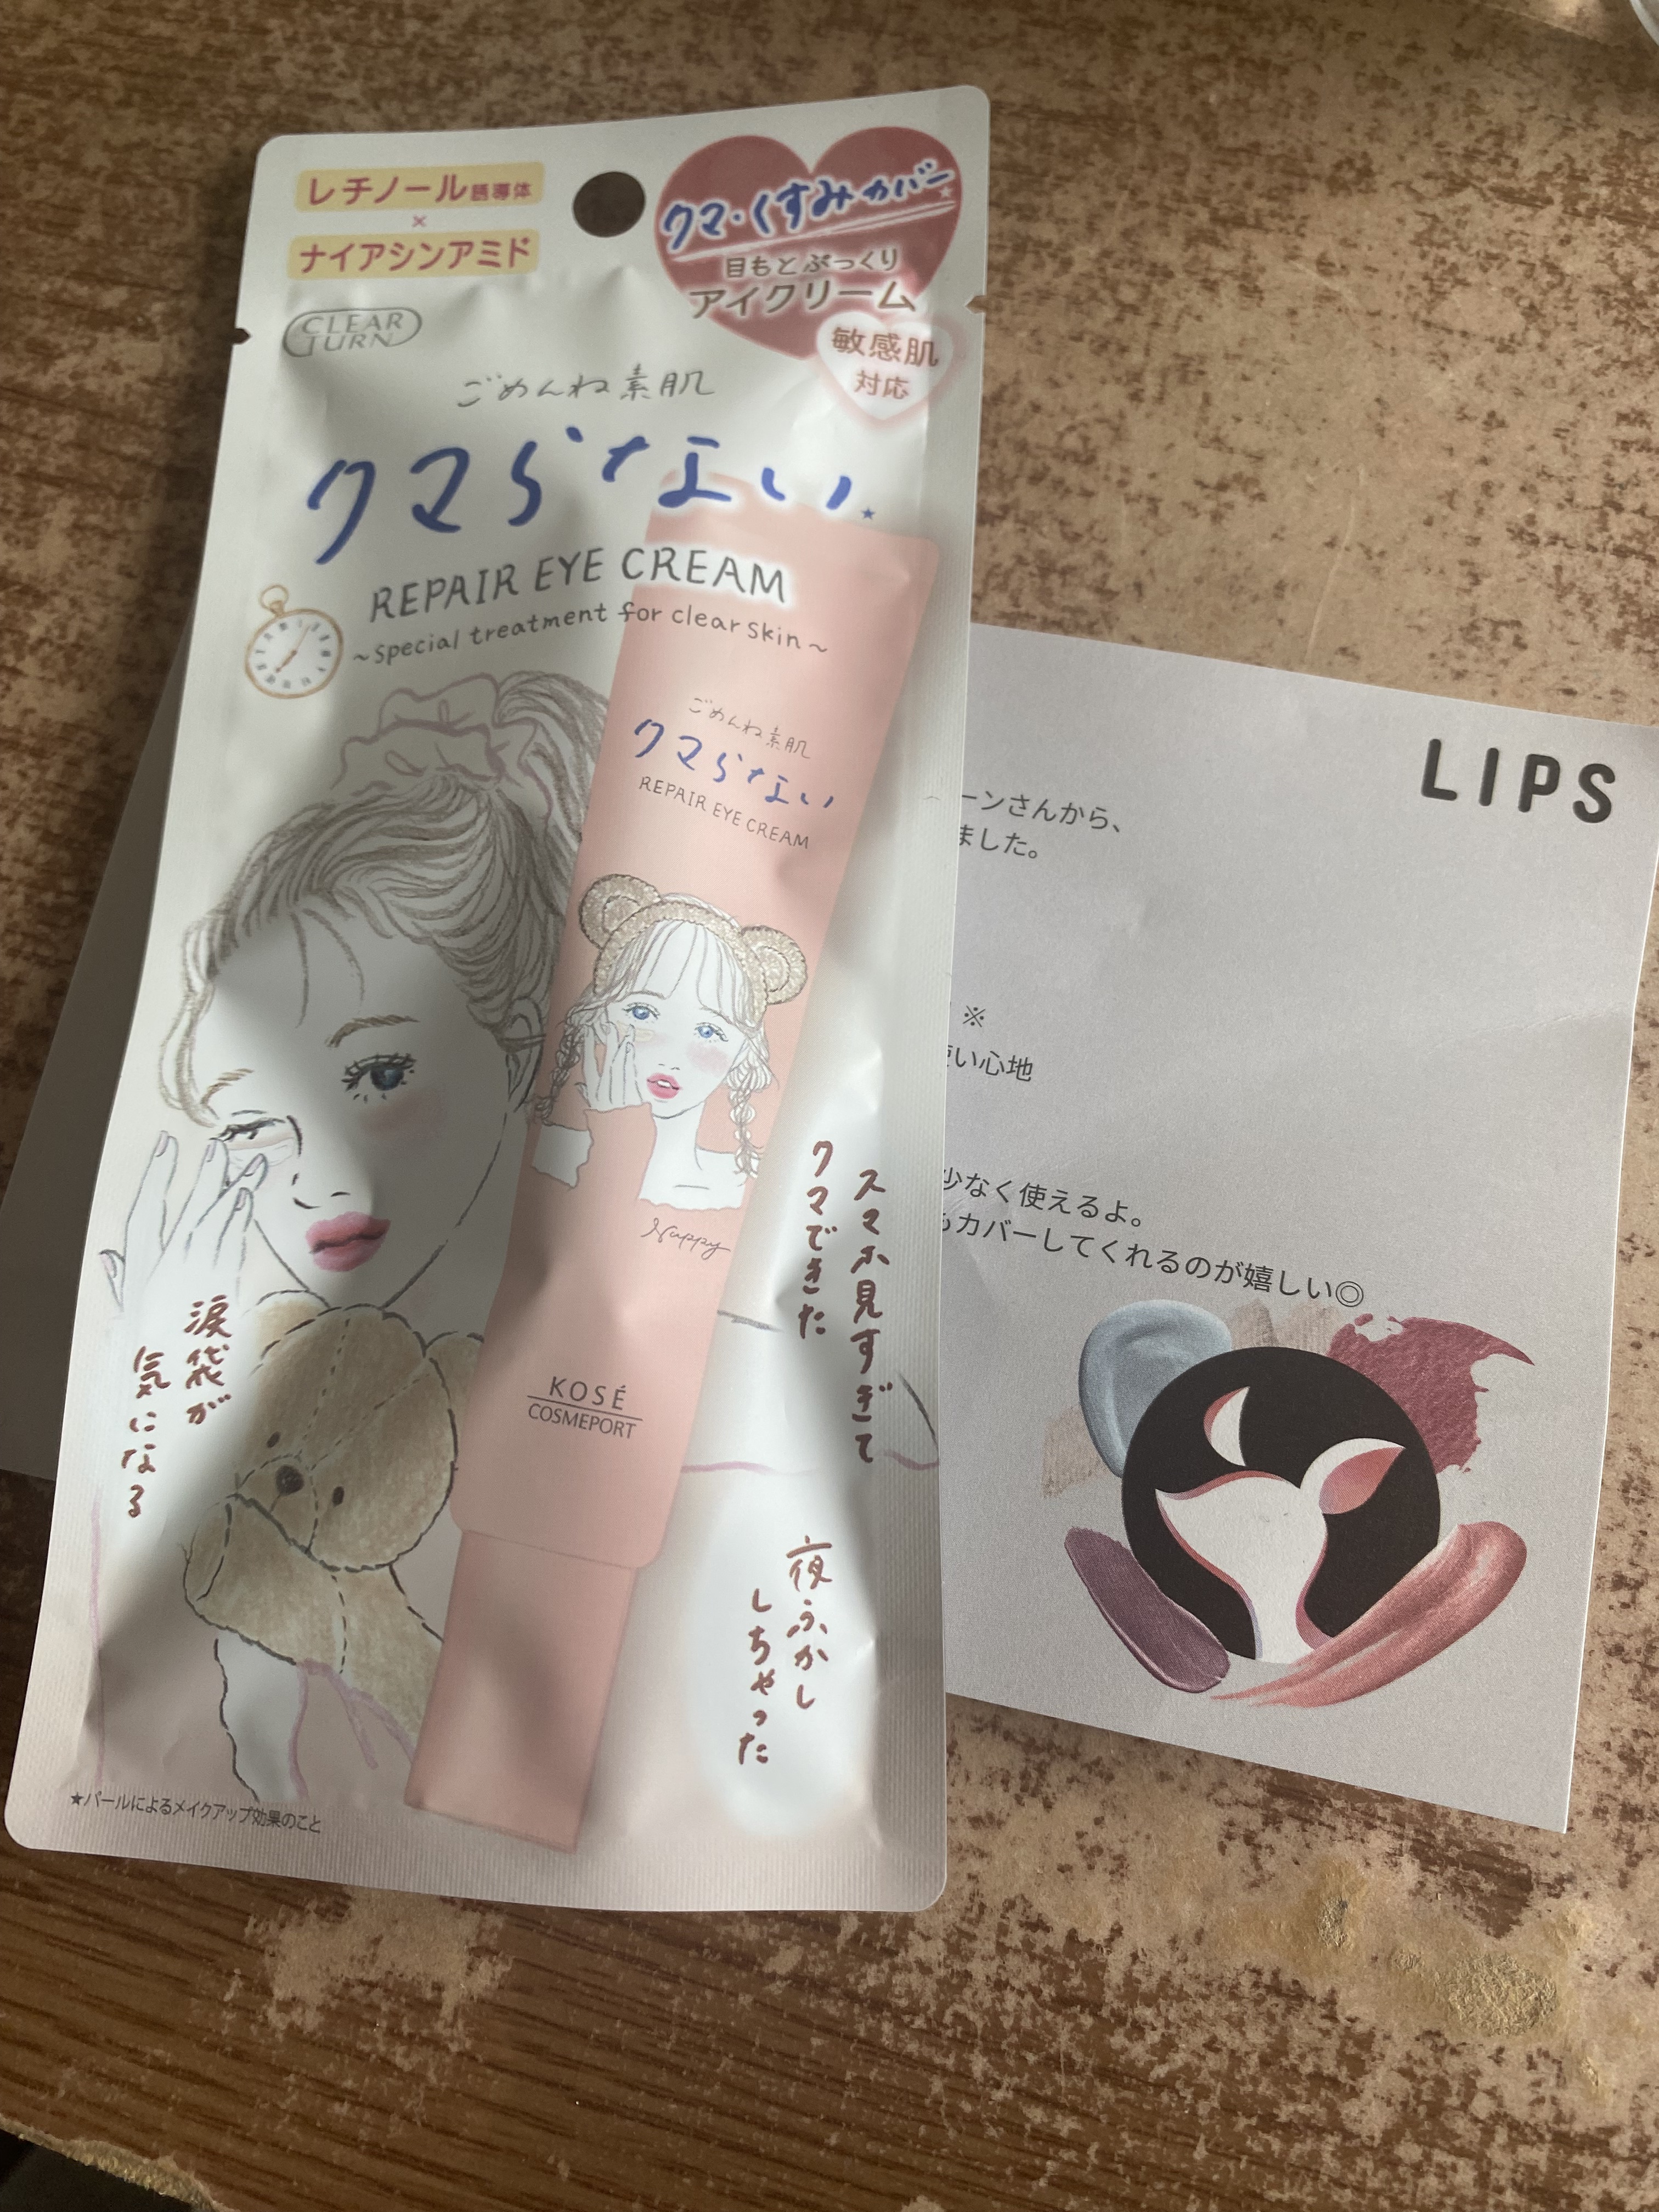 レチノール誘導体
×
ナイアシンアミド
クマ・くすみカバー★
目もとぷっくり
アイクリーム
敏感肌
対応
CLEAR
TURN
ごめんね素肌
クマらない★
REPAIR EYE CREAM
~special treatment for clear skin~
ごめんね素肌
クマらない
REPAIR EYE CREAM
Nuppy
KOSÉ
COSMEPORT
スマホ見すぎて
クマできた
涙袋が
気になる
夜ふかし
しちゃった
★パールによるメイクアップ効果のこと
LIPS
ーンさんから、
ました。
※
い心地
少なく使えるよ。
もカバーしてくれるのが嬉しい◎